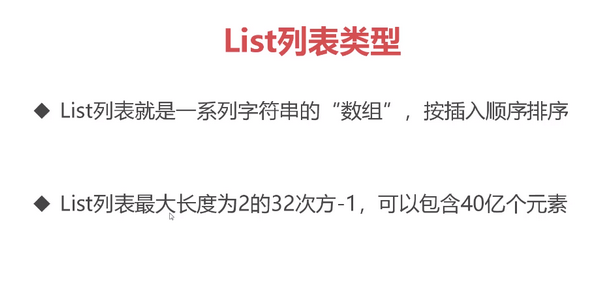 List列表类型
◆ List列表就是一系列字符串的“数组”，按插入顺序排序
◆ List列表最大长度为2的32次方-1，可以包含40亿个元素